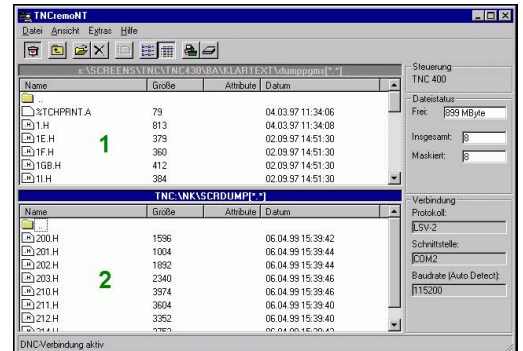 TNCremoNT
Datei Ansicht Extras Hilfe
s:\SCREENS\TNC\TNC430\BA\KLARTEXT\dumppgms[*.*]
Name Größe Attribute Datum
..
%TCHPRNT.A 79 04.03.97 11:34:06
1.H 813 04.03.97 11:34:08
1E.H 379 02.09.97 14:51:30
1F.H 360 02.09.97 14:51:30
1GB.H 412 02.09.97 14:51:30
1I.H 384 02.09.97 14:51:30
1
TNC:\NK\SCRDUMP[*.*]
Name Größe Attribute Datum
..
200.H 1596 06.04.99 15:39:42
201.H 1004 06.04.99 15:39:44
202.H 1892 06.04.99 15:39:44
203.H 2340 06.04.99 15:39:46
210.H 3974 06.04.99 15:39:46
211.H 3604 06.04.99 15:39:40
212.H 3352 06.04.99 15:39:40
2
Steuerung
TNC 400
Dateistatus
Frei: 899 MByte
Insgesamt: 8
Maskiert: 8
Verbindung
Protokoll:
LSV-2
Schnittstelle:
COM2
Baudrate (Auto Detect):
115200
DNC-Verbindung aktiv